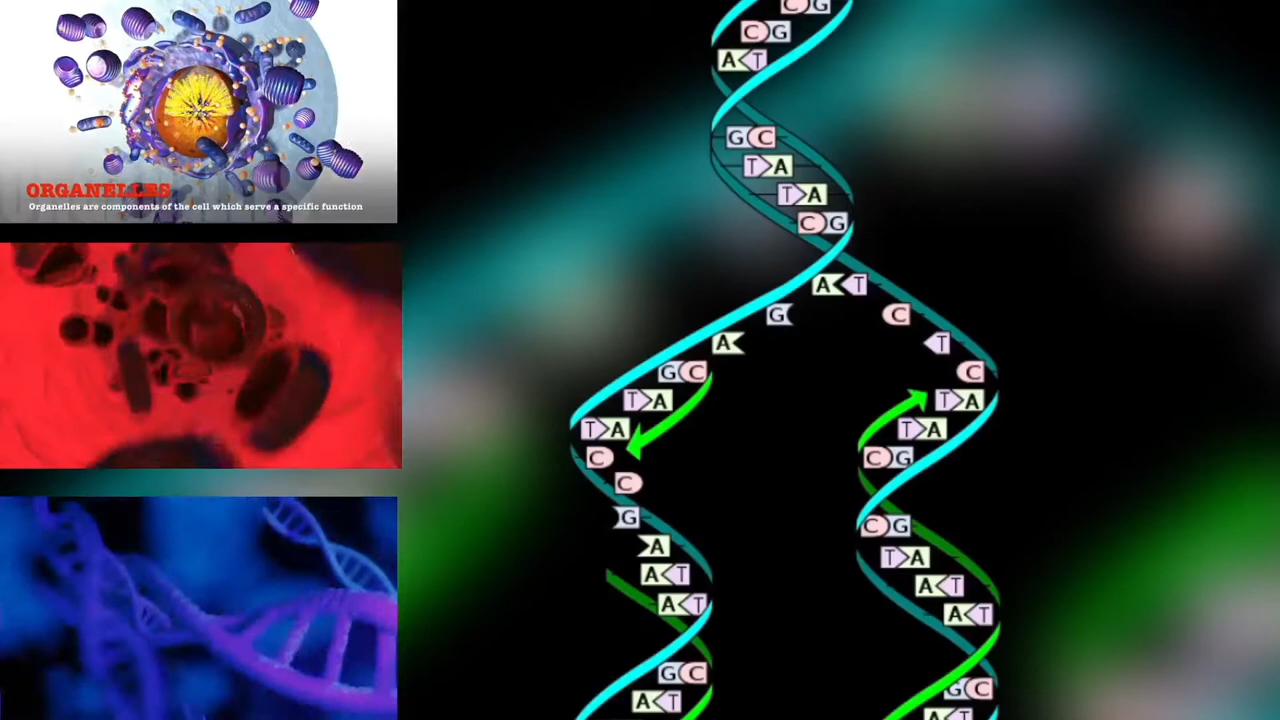 ORGANELLES
Organelles are components of the cell which serve a specific function
C G
C G
A T
G C
T A
T A
C G
A T
G C
A T
G C C
T A T A
T A T A
C C G
C
G C G
A T A
A T A T
A T A T
G C G C
A T A T